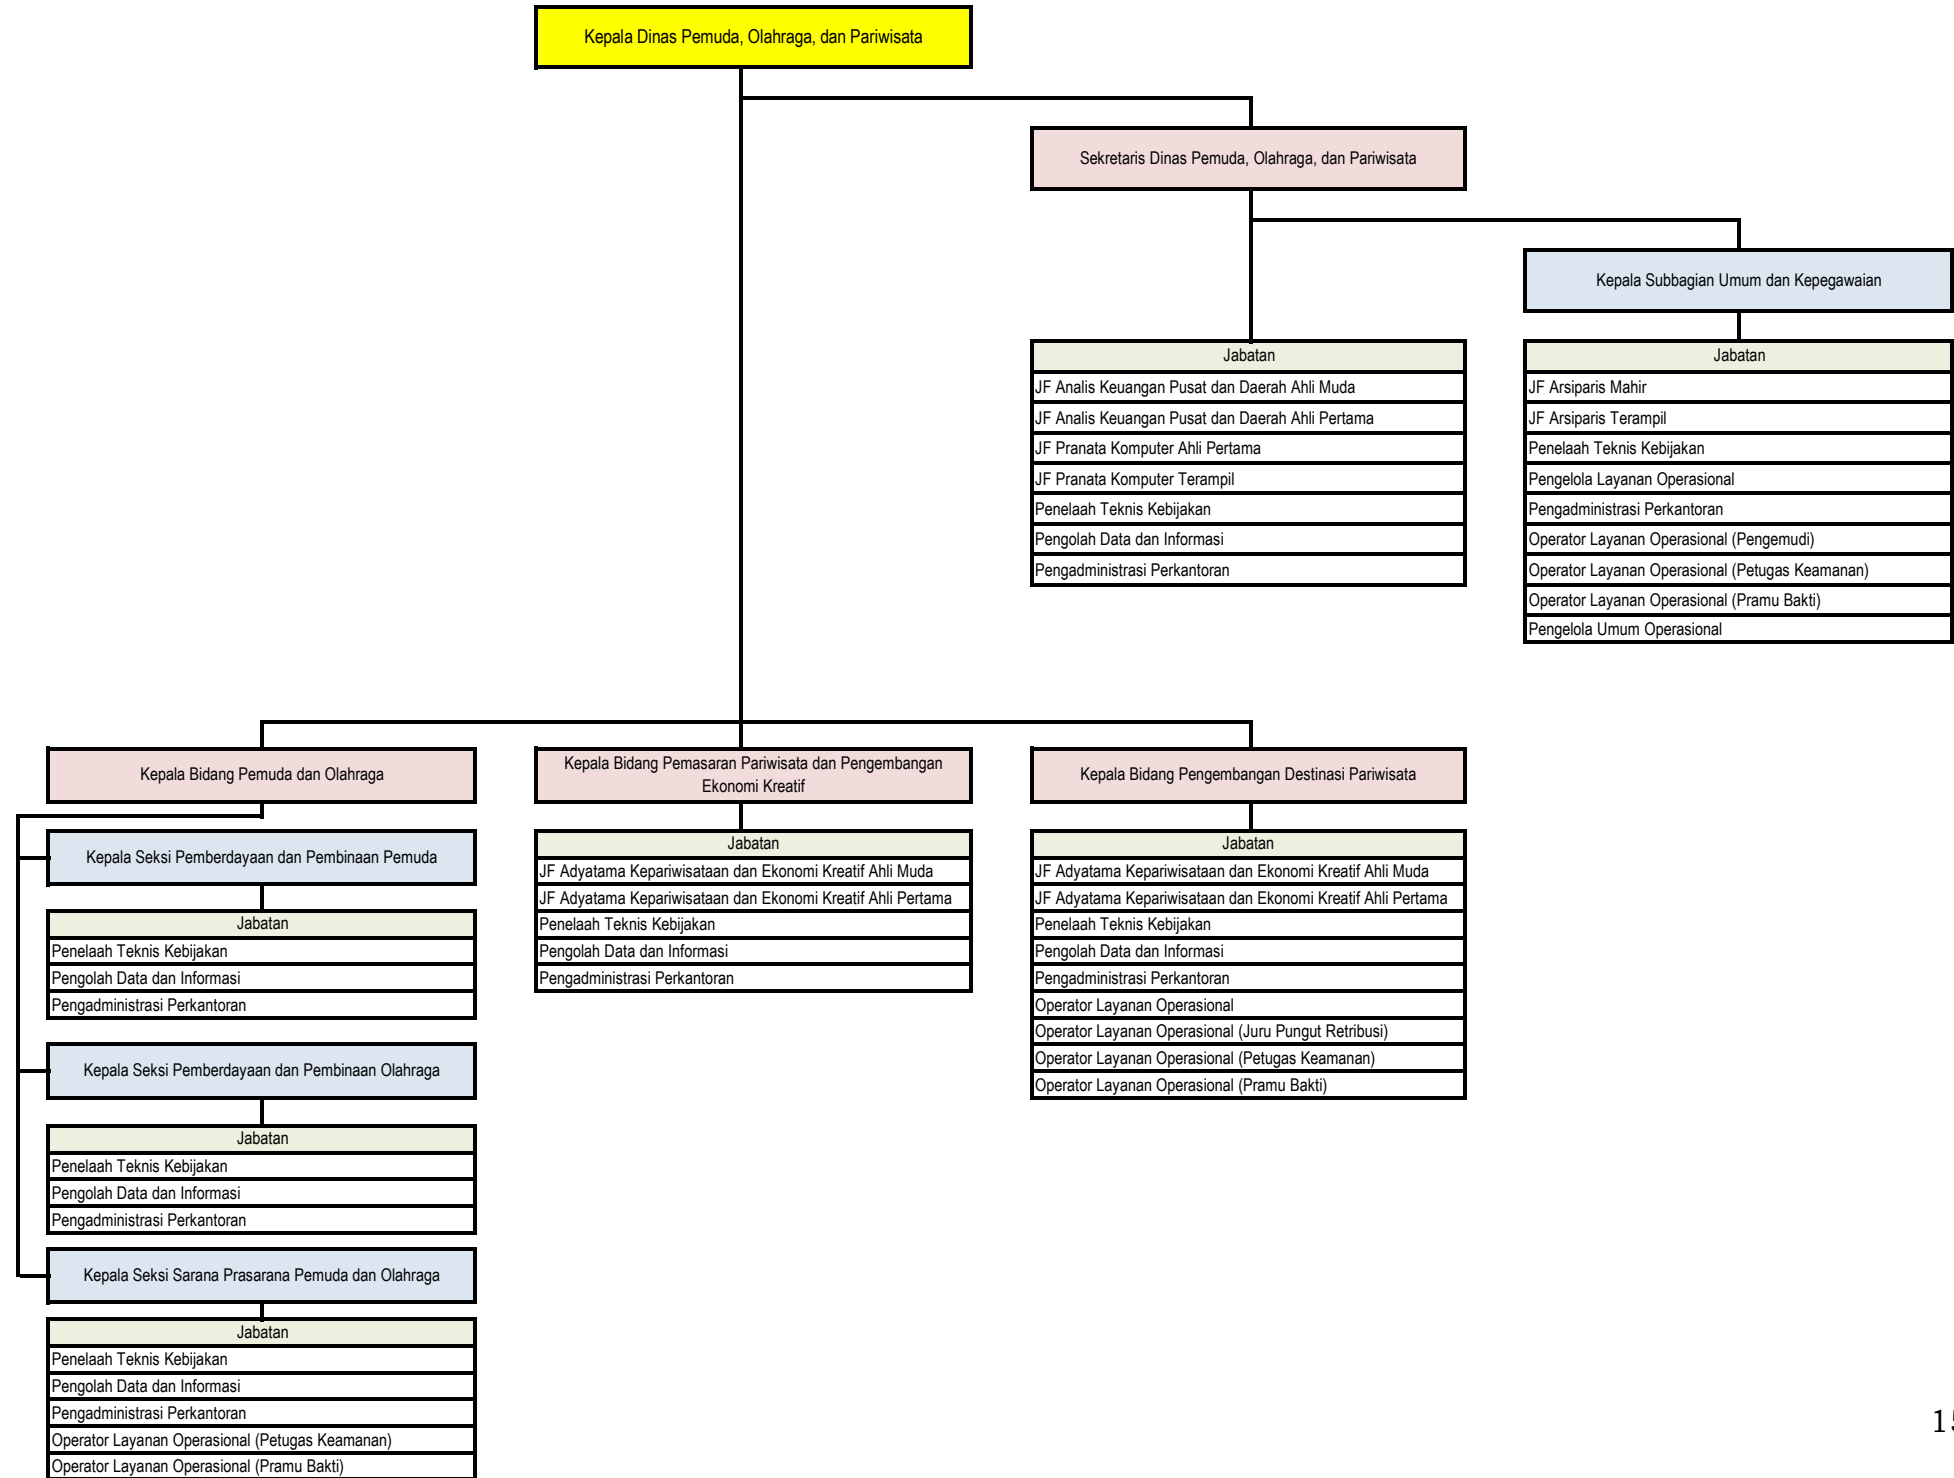 Kepala Dinas Pemuda, Olahraga, dan Pariwisata
Sekretaris Dinas Pemuda, Olahraga, dan Pariwisata
Kepala Subbagian Umum dan Kepegawaian
Jabatan
JF Analis Keuangan Pusat dan Daerah Ahli Muda
JF Analis Keuangan Pusat dan Daerah Ahli Pertama
JF Pranata Komputer Ahli Pertama
JF Pranata Komputer Terampil
Penelaah Teknis Kebijakan
Pengolah Data dan Informasi
Pengadministrasi Perkantoran
Jabatan
JF Arsiparis Mahir
JF Arsiparis Terampil
Penelaah Teknis Kebijakan
Pengelola Layanan Operasional
Pengadministrasi Perkantoran
Operator Layanan Operasional (Pengemudi)
Operator Layanan Operasional (Petugas Keamanan)
Operator Layanan Operasional (Pramu Bakti)
Pengelola Umum Operasional
Kepala Bidang Pemuda dan Olahraga
Kepala Seksi Pemberdayaan dan Pembinaan Pemuda
Jabatan
Penelaah Teknis Kebijakan
Pengolah Data dan Informasi
Pengadministrasi Perkantoran
Kepala Seksi Pemberdayaan dan Pembinaan Olahraga
Jabatan
Penelaah Teknis Kebijakan
Pengolah Data dan Informasi
Pengadministrasi Perkantoran
Kepala Seksi Sarana Prasarana Pemuda dan Olahraga
Jabatan
Penelaah Teknis Kebijakan
Pengolah Data dan Informasi
Pengadministrasi Perkantoran
Operator Layanan Operasional (Petugas Keamanan)
Operator Layanan Operasional (Pramu Bakti)
Kepala Bidang Pemasaran Pariwisata dan Pengembangan
Ekonomi Kreatif
Jabatan
JF Adyatama Kepariwisataan dan Ekonomi Kreatif Ahli Muda
JF Adyatama Kepariwisataan dan Ekonomi Kreatif Ahli Pertama
Penelaah Teknis Kebijakan
Pengolah Data dan Informasi
Pengadministrasi Perkantoran
Kepala Bidang Pengembangan Destinasi Pariwisata
Jabatan
JF Adyatama Kepariwisataan dan Ekonomi Kreatif Ahli Muda
JF Adyatama Kepariwisataan dan Ekonomi Kreatif Ahli Pertama
Penelaah Teknis Kebijakan
Pengolah Data dan Informasi
Pengadministrasi Perkantoran
Operator Layanan Operasional
Operator Layanan Operasional (Juru Pungut Retribusi)
Operator Layanan Operasional (Petugas Keamanan)
Operator Layanan Operasional (Pramu Bakti)